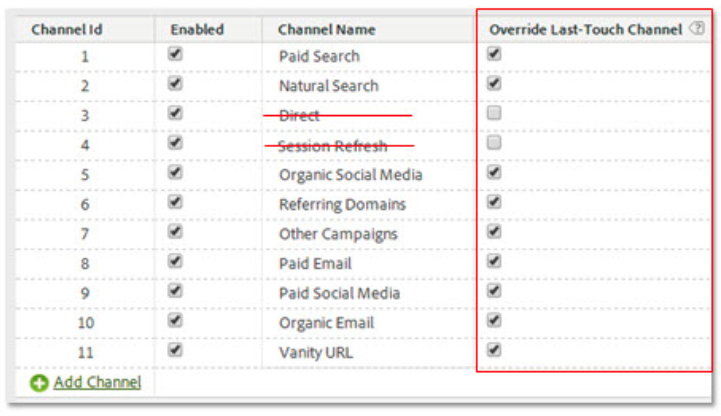 Channel Id Enabled Channel Name Override Last-Touch Channel ?
1 Paid Search
2 Natural Search
3 Direct
4 Session Refresh
5 Organic Social Media
6 Referring Domains
7 Other Campaigns
8 Paid Email
9 Paid Social Media
10 Organic Email
11 Vanity URL
Add Channel